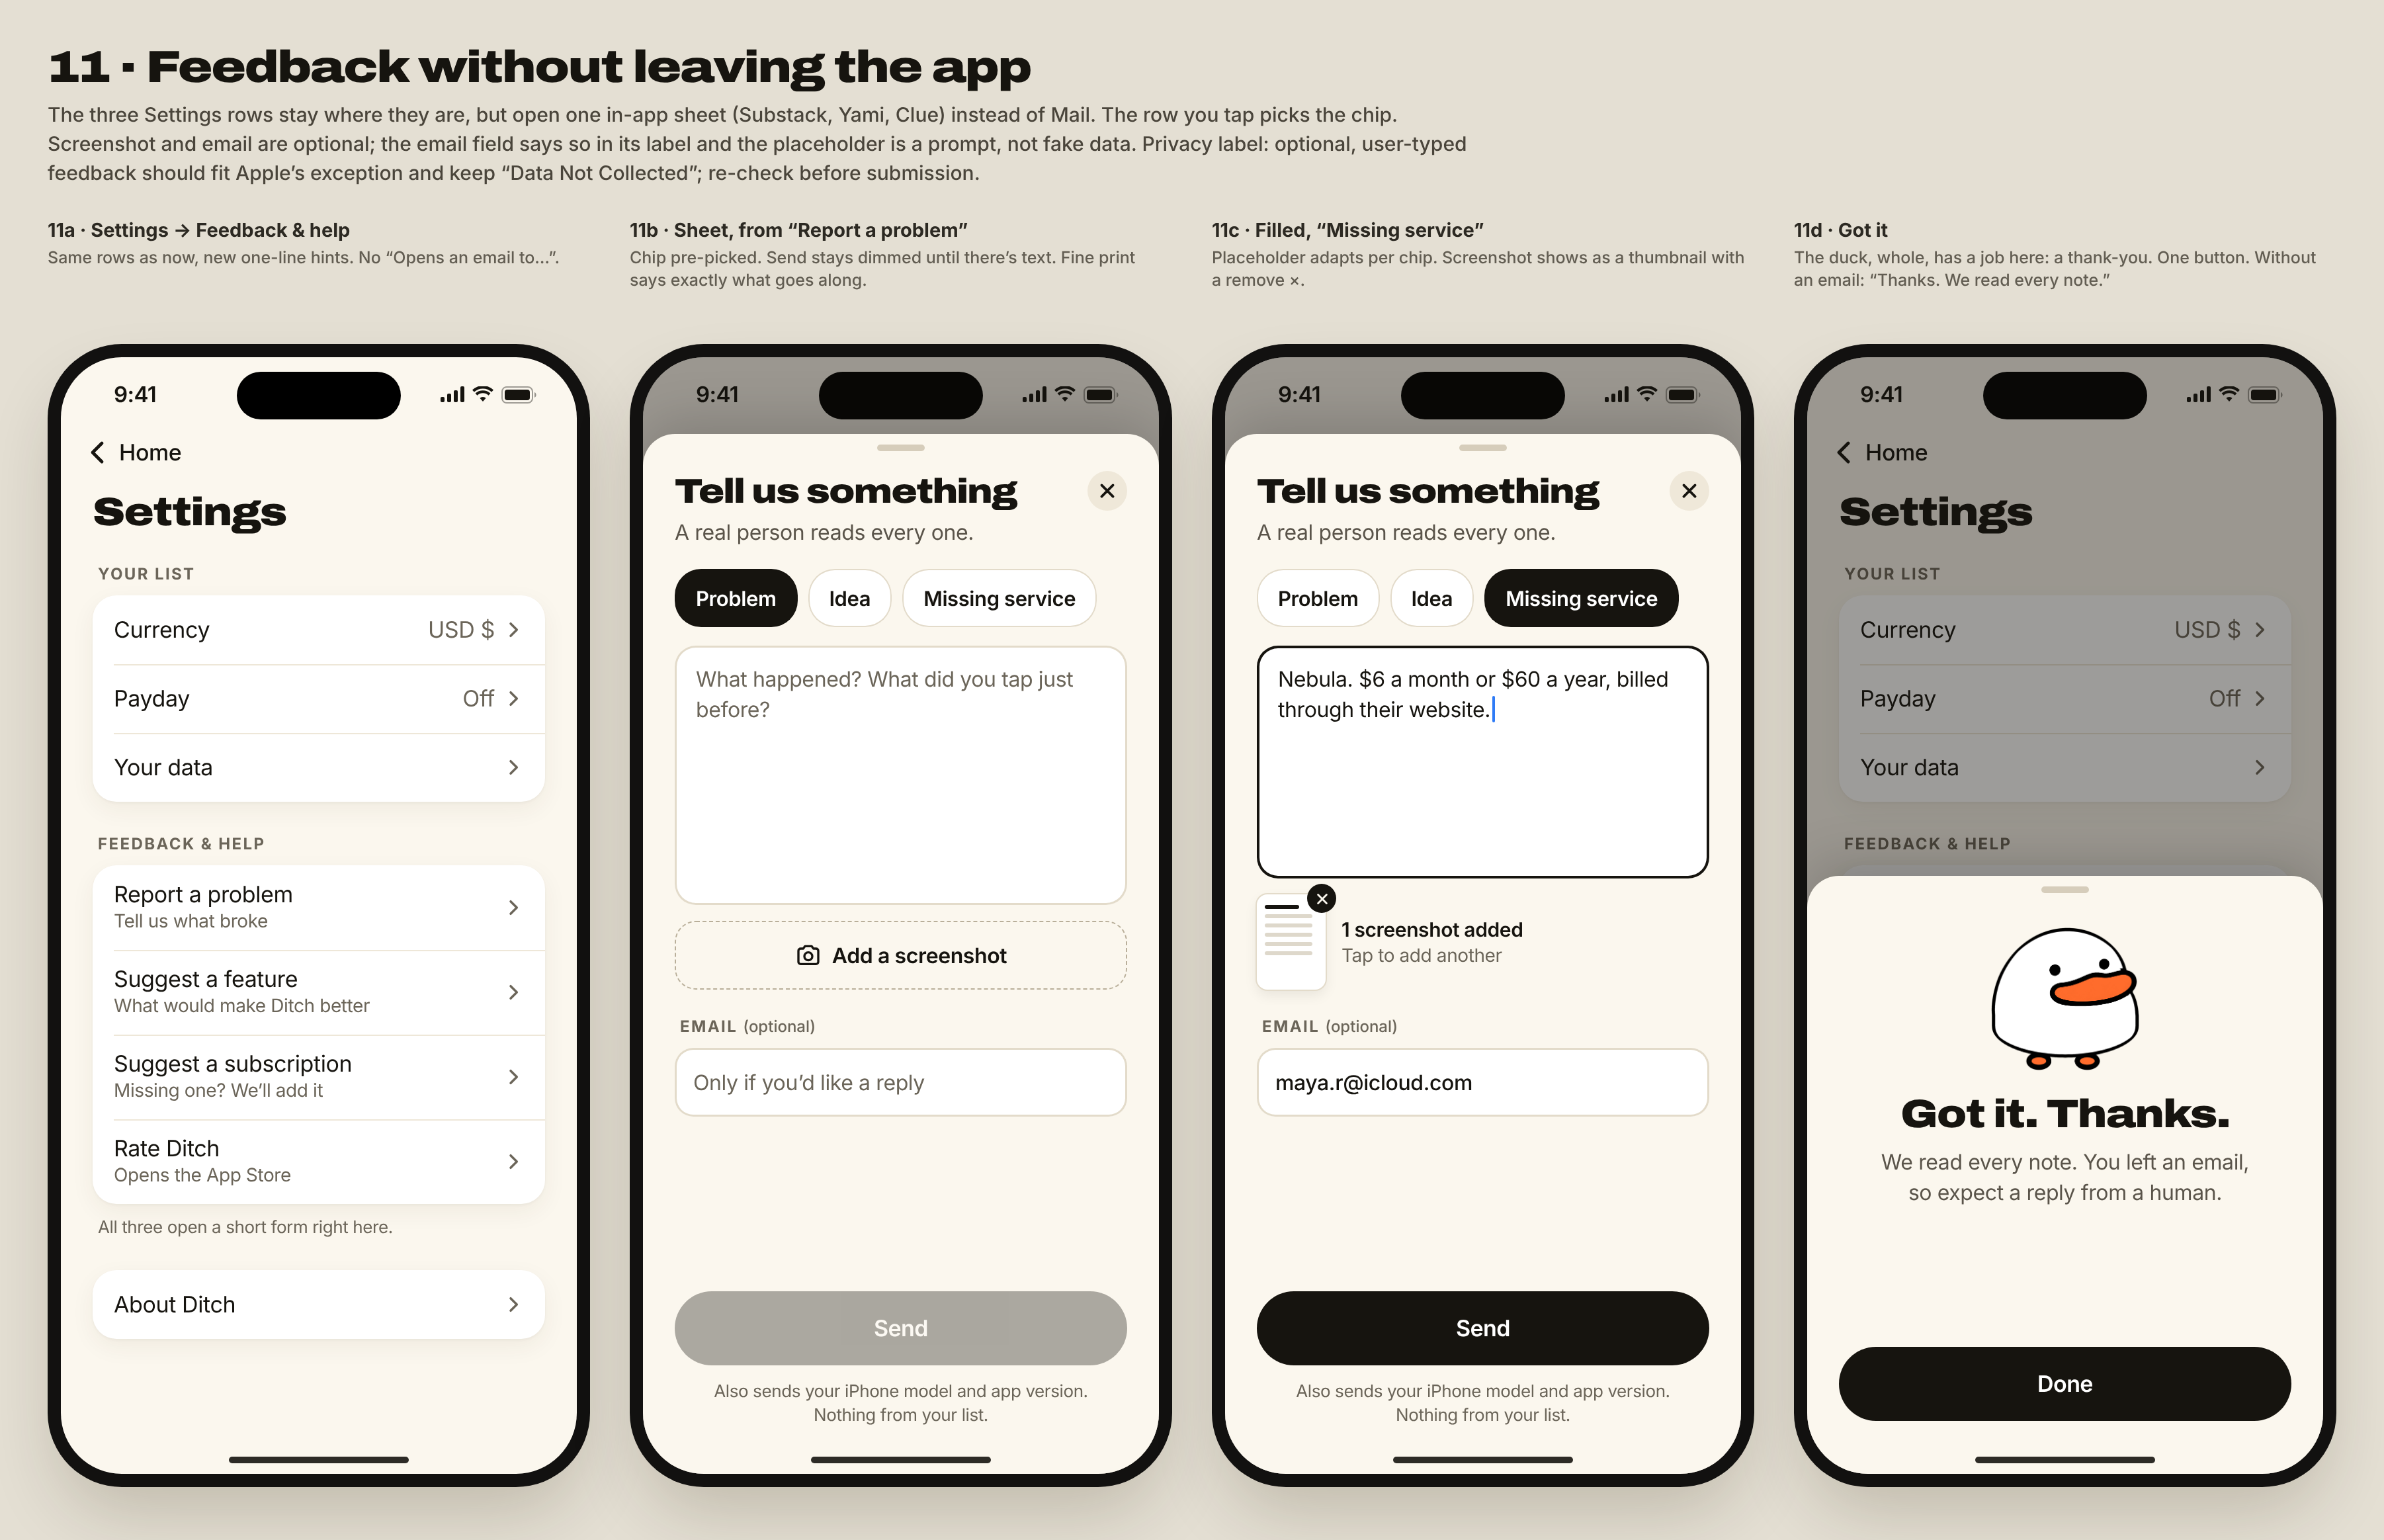 11 · Feedback without leaving the app
The three Settings rows stay where they are, but open one in-app sheet (Substack, Yami, Clue) instead of Mail. The row you tap picks the chip.
Screenshot and email are optional; the email field says so in its label and the placeholder is a prompt, not fake data. Privacy label: optional, user-typed
feedback should fit Apple’s exception and keep “Data Not Collected”; re-check before submission.
11a · Settings → Feedback & help
Same rows as now, new one-line hints. No “Opens an email to…”.
9:41
Home
Settings
YOUR LIST
Currency USD $
Payday Off
Your data
FEEDBACK & HELP
Report a problem
Tell us what broke
Suggest a feature
What would make Ditch better
Suggest a subscription
Missing one? We’ll add it
Rate Ditch
Opens the App Store
All three open a short form right here.
About Ditch
11b · Sheet, from “Report a problem”
Chip pre-picked. Send stays dimmed until there’s text. Fine print
says exactly what goes along.
9:41
Tell us something
A real person reads every one.
Problem Idea Missing service
What happened? What did you tap just
before?
Add a screenshot
EMAIL (optional)
Only if you’d like a reply
Send
Also sends your iPhone model and app version.
Nothing from your list.
11c · Filled, “Missing service”
Placeholder adapts per chip. Screenshot shows as a thumbnail with
a remove ×.
9:41
Tell us something
A real person reads every one.
Problem Idea Missing service
Nebula. $6 a month or $60 a year, billed
through their website.
1 screenshot added
Tap to add another
EMAIL (optional)
maya.r@icloud.com
Send
Also sends your iPhone model and app version.
Nothing from your list.
11d · Got it
The duck, whole, has a job here: a thank-you. One button. Without
an email: “Thanks. We read every note.”
9:41
Home
Settings
YOUR LIST
Currency USD $
Payday Off
Your data
FEEDBACK & HELP
Got it. Thanks.
We read every note. You left an email,
so expect a reply from a human.
Done